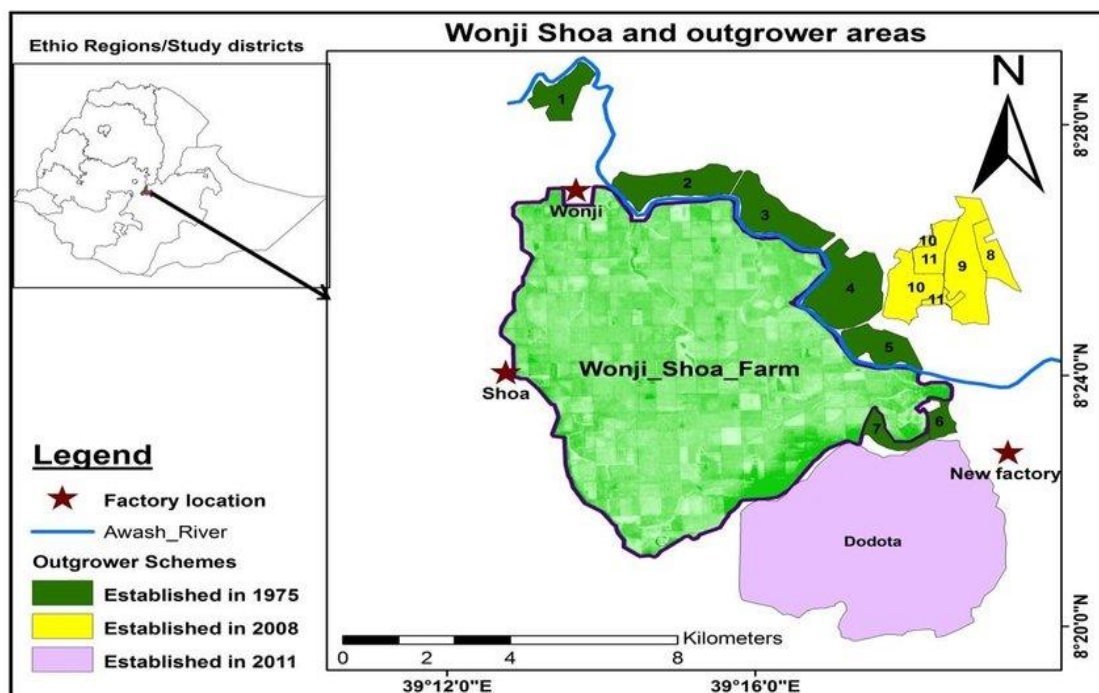 Ethio Regions/Study districts
Wonji Shoa and outgrower areas
N
1
2
3
4
5
6
7
8
9
10
11
10
11
Wonji
Shoa
Wonji_Shoa_Farm
New factory
Dodota
8°28'0"N
8°24'0"N
8°20'0"N
Legend
Factory location
Awash_River
Outgrower Schemes
Established in 1975
Established in 2008
Established in 2011
Kilometers
0 2 4 8
39°12'0"E 39°16'0"E